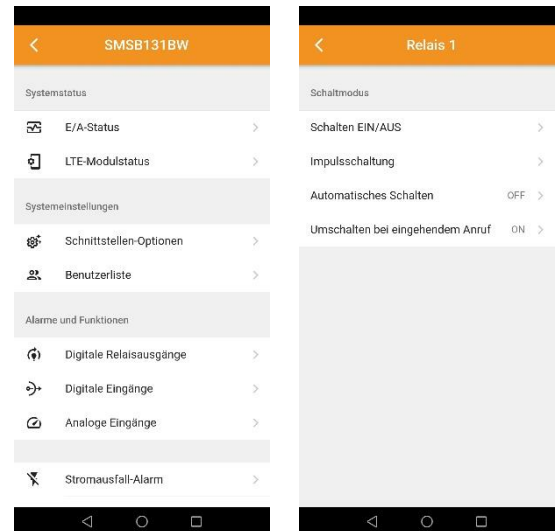 SMSB131BW
Systemstatus
E/A-Status
LTE-Modulstatus
Systemeinstellungen
Schnittstellen-Optionen
Benutzerliste
Alarme und Funktionen
Digitale Relaisausgänge
Digitale Eingänge
Analoge Eingänge
Stromausfall-Alarm
Relais 1
Schaltmodus
Schalten EIN/AUS
Impulsschaltung
Automatisches Schalten OFF
Umschalten bei eingehendem Anruf ON